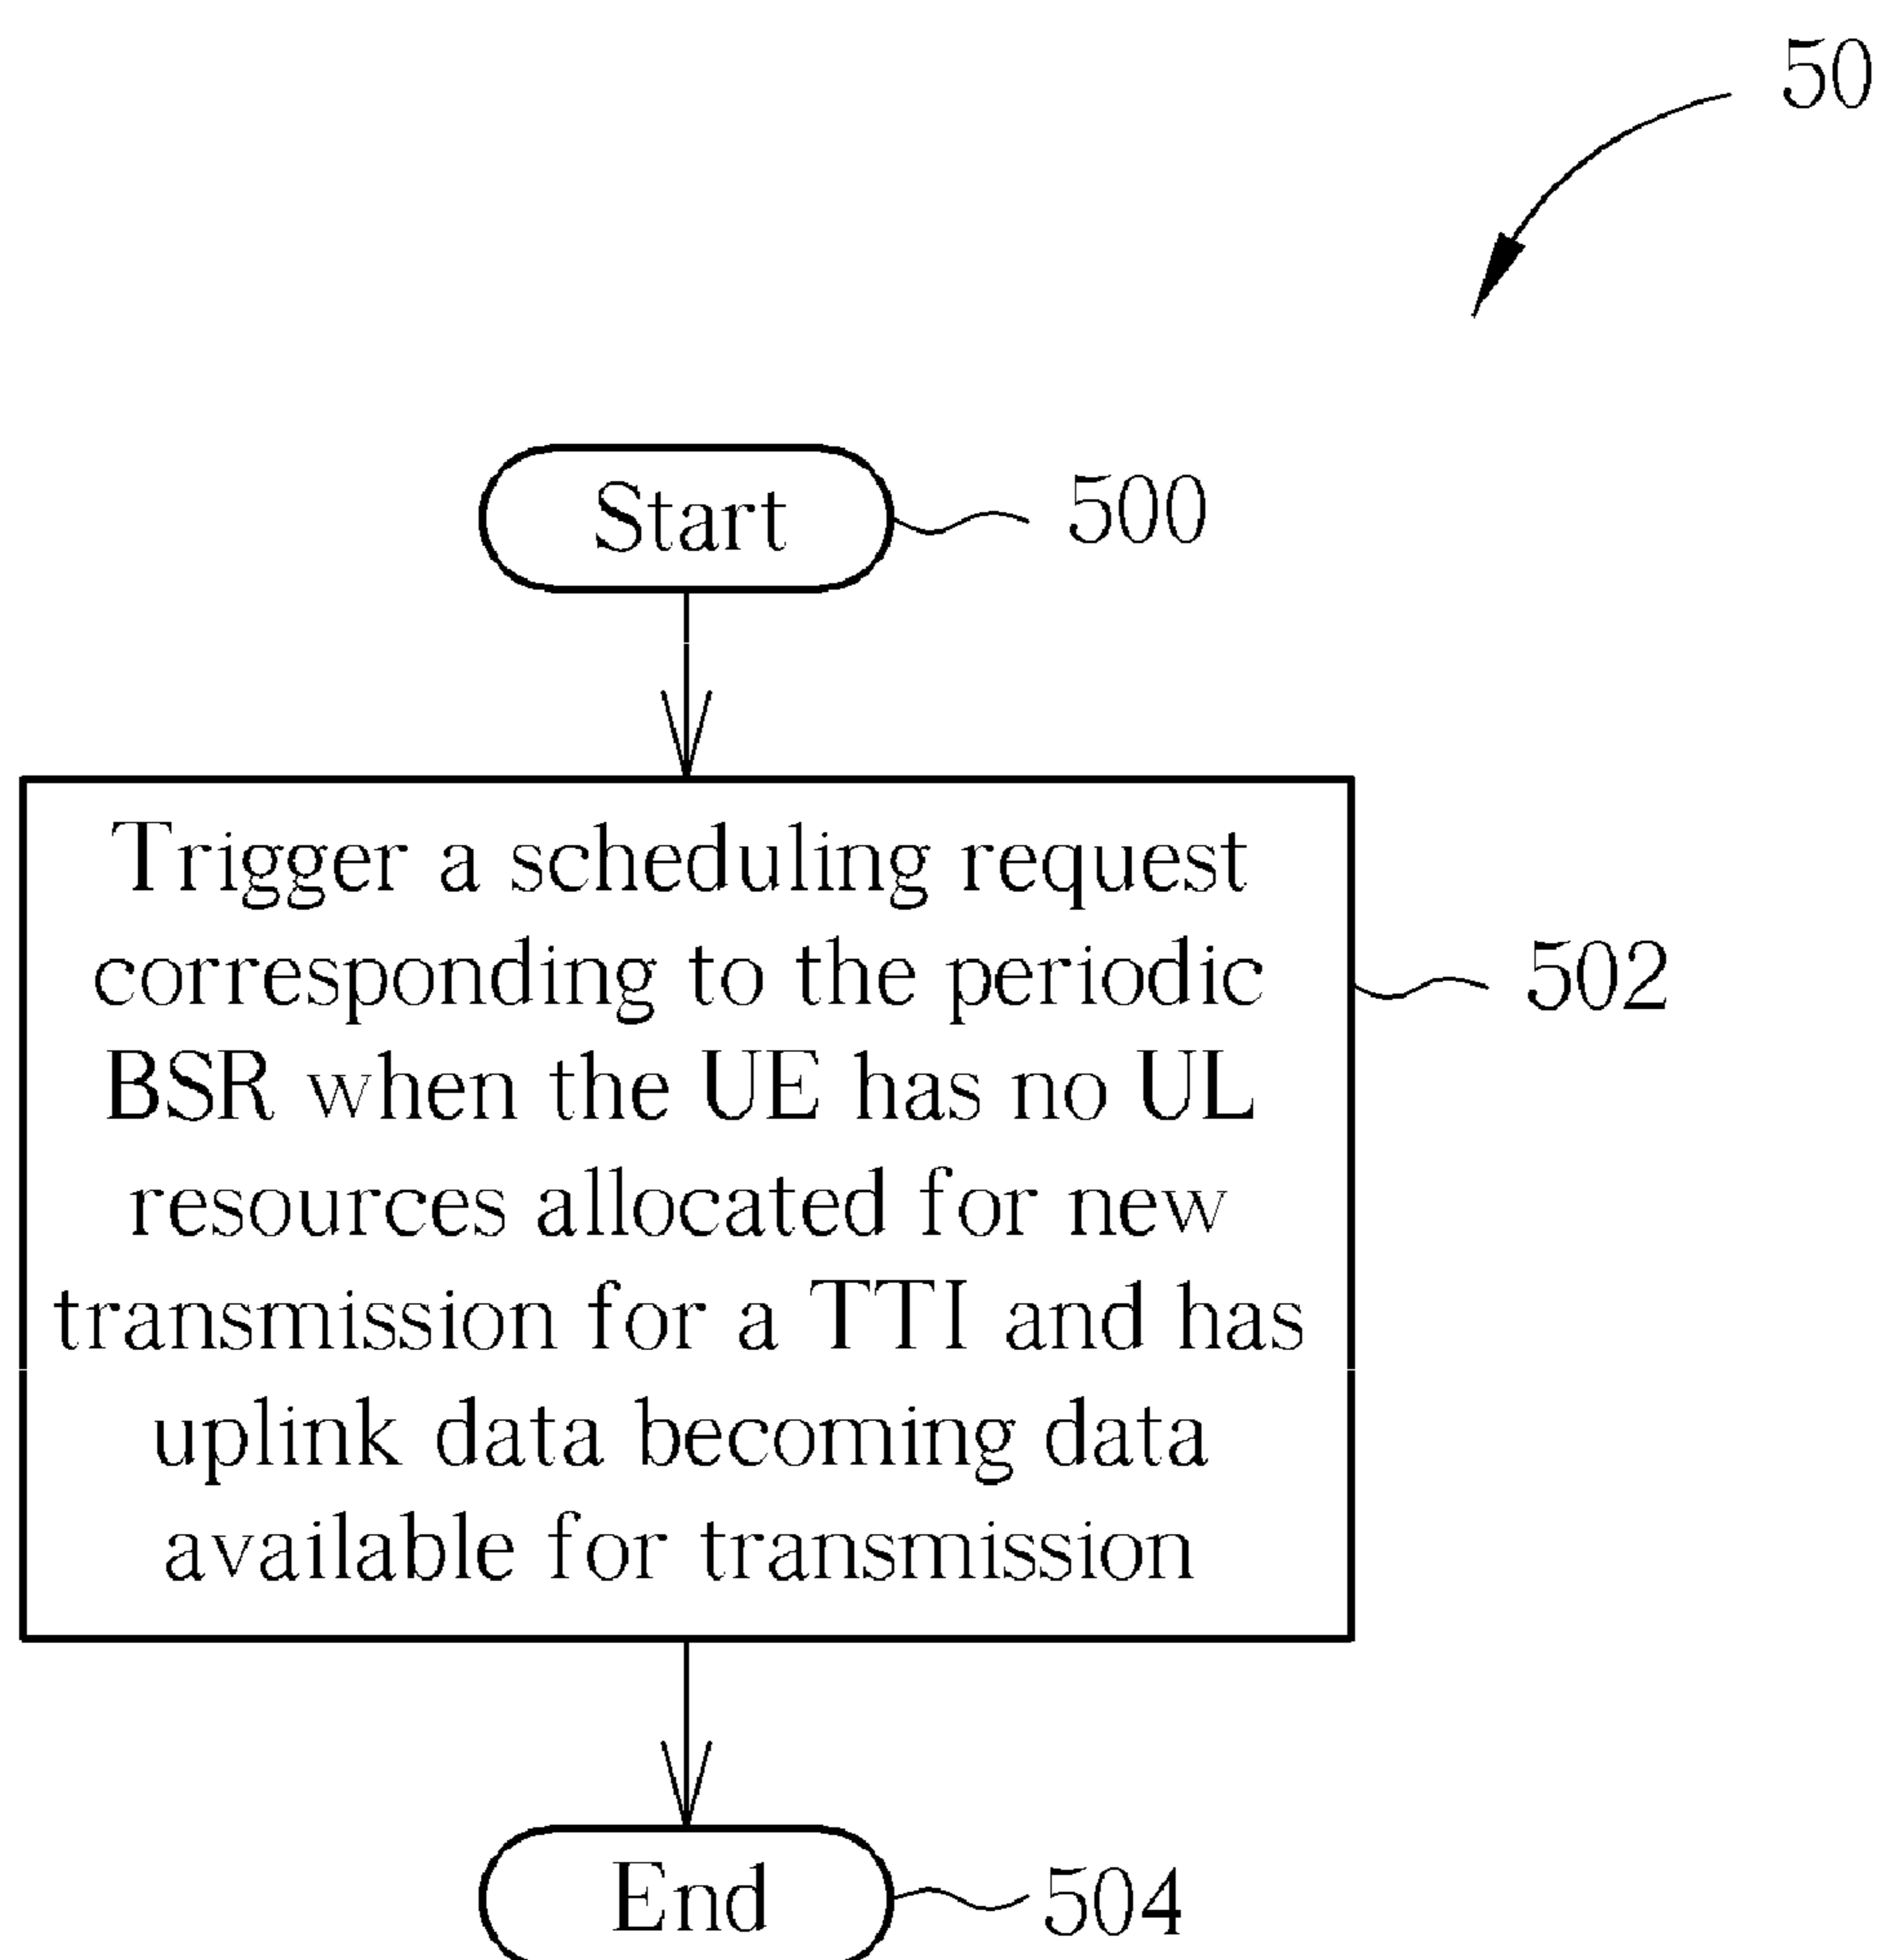 50
Start
500
Trigger a scheduling request
corresponding to the periodic
BSR when the UE has no UL
resources allocated for new
transmission for a TTI and has
uplink data becoming data
available for transmission
502
End
504